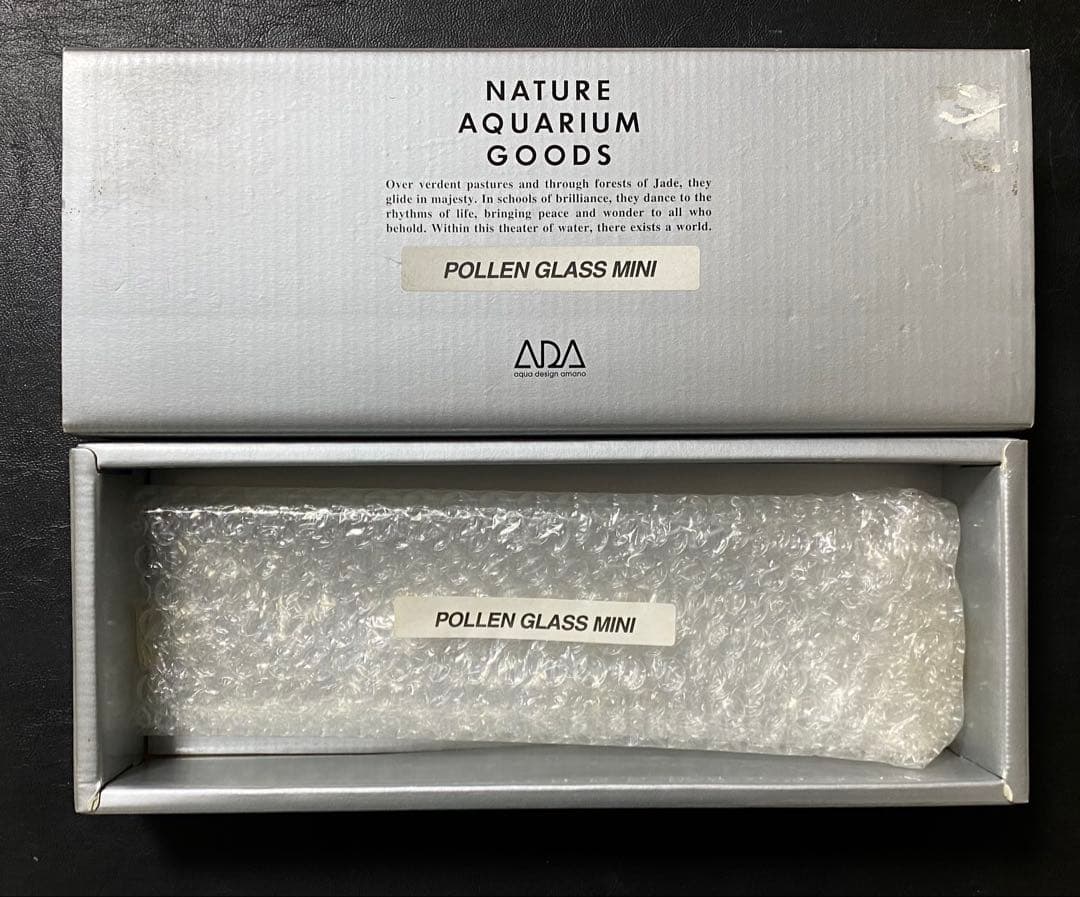 NATURE
AQUARIUM
GOODS
Over verdent pastures and through forests of Jade, they
glide in majesty. In schools of brilliance, they dance to the
rhythms of life, bringing peace and wonder to all who
behold. Within this theater of water, there exists a world.
POLLEN GLASS MINI
ADA
aqua design amano
POLLEN GLASS MINI